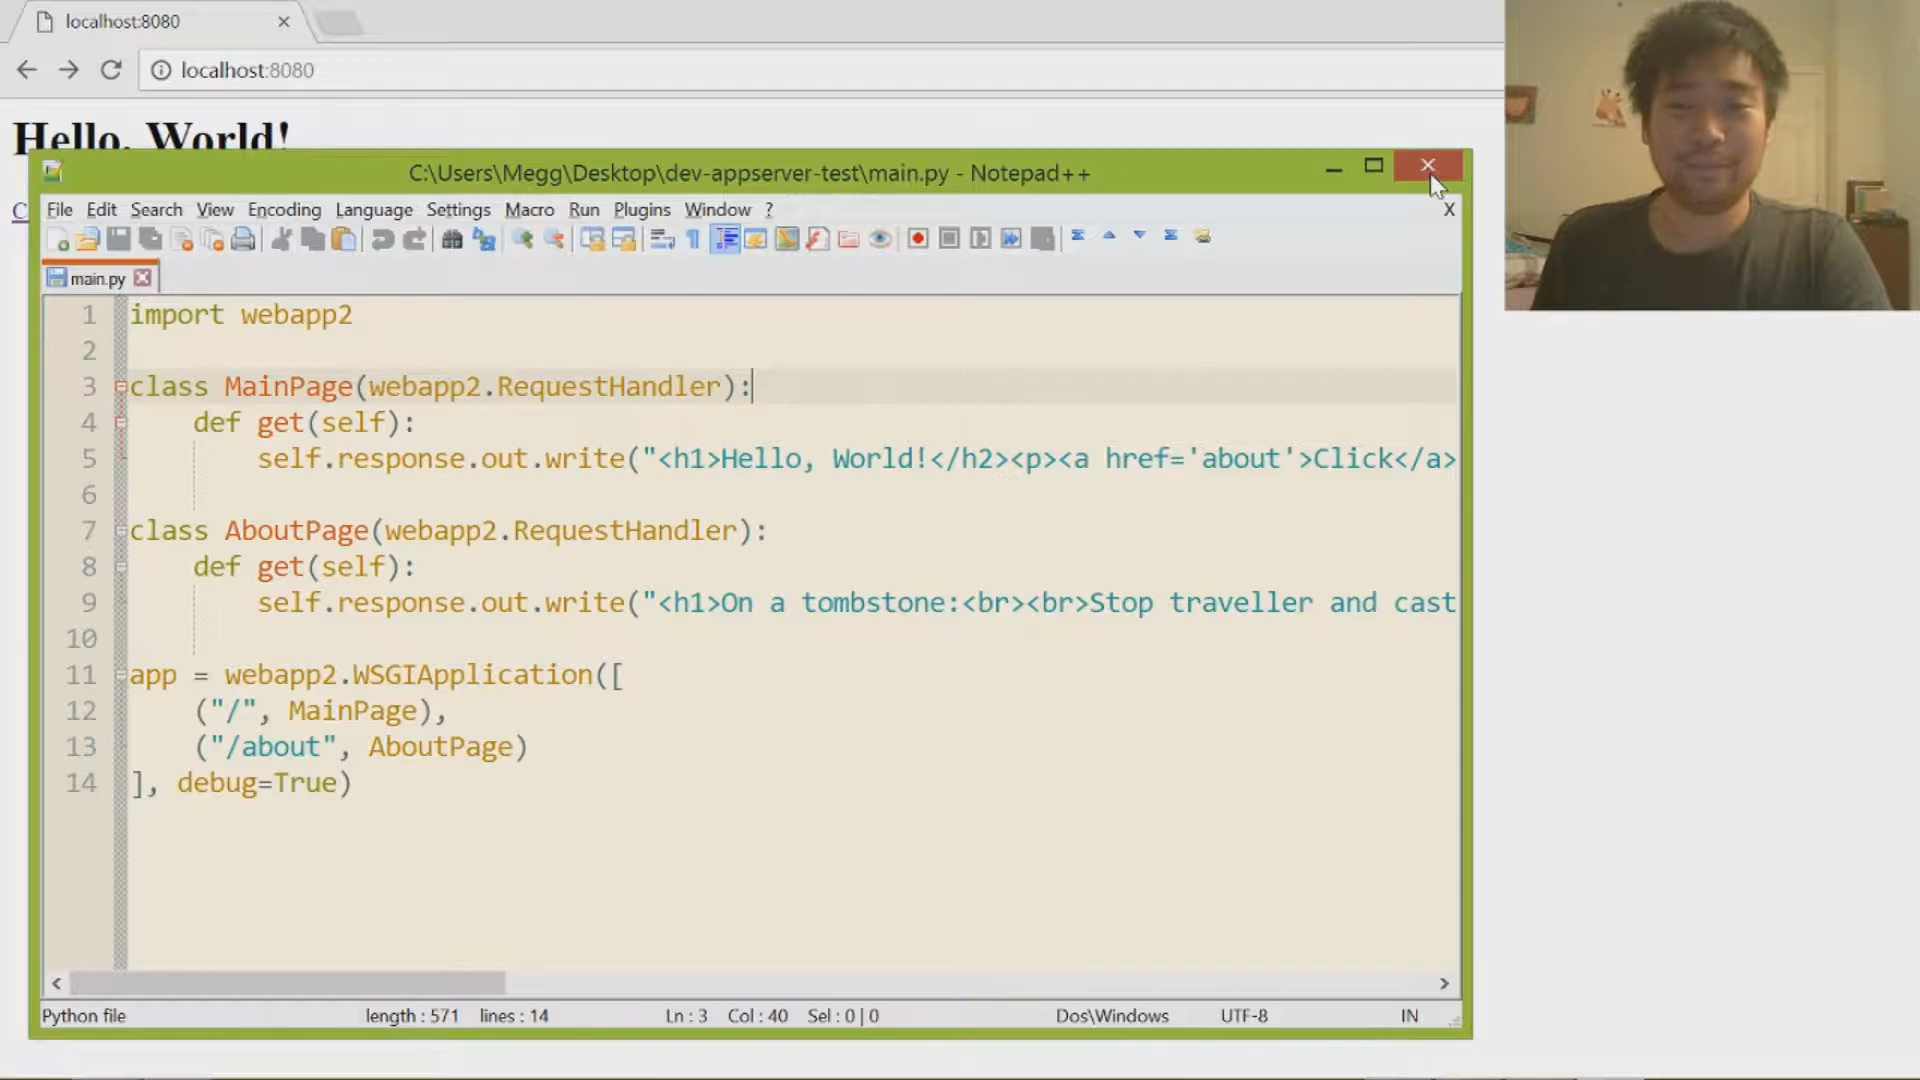 localhost:8080
localhost:8080
Hello, World!
C:\Users\Megg\Desktop\dev-appserver-test\main.py - Notepad++
C
File Edit Search View Encoding Language Settings Macro Run Plugins Window ? X
main.py
1 import webapp2
2
3 class MainPage(webapp2.RequestHandler):
4 def get(self):
5 self.response.out.write("<h1>Hello, World!</h2><p><a href='about'>Click</a>
6
7 class AboutPage(webapp2.RequestHandler):
8 def get(self):
9 self.response.out.write("<h1>On a tombstone:<br><br>Stop traveller and cast
10
11 app = webapp2.WSGIApplication([
12 ("/", MainPage),
13 ("/about", AboutPage)
14 ], debug=True)
Python file length : 571 lines : 14 Ln : 3 Col : 40 Sel : 0 | 0 Dos\Windows UTF-8 IN